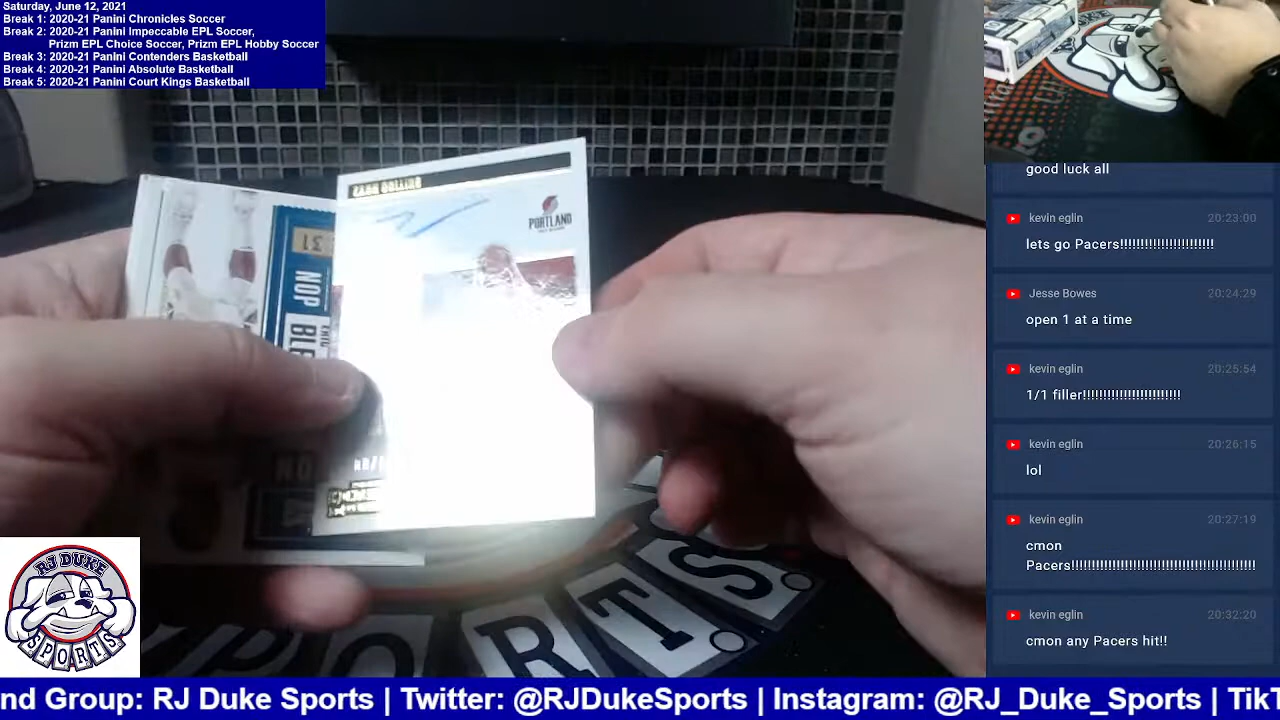 Saturday, June 12, 2021
Break 1: 2020-21 Panini Chronicles Soccer
Break 2: 2020-21 Panini Impeccable EPL Soccer,
Prizm EPL Choice Soccer, Prizm EPL Hobby Soccer
Break 3: 2020-21 Panini Contenders Basketball
Break 4: 2020-21 Panini Absolute Basketball
Break 5: 2020-21 Panini Court Kings Basketball
good luck all
kevin eglin 20:23:00
lets go Pacers!!!!!!!!!!!!!!!!!!!!!!!
Jesse Bowes 20:24:29
open 1 at a time
kevin eglin 20:25:54
1/1 filler!!!!!!!!!!!!!!!!!!!!!!!!
kevin eglin 20:26:15
lol
kevin eglin 20:27:19
cmon
Pacers!!!!!!!!!!!!!!!!!!!!!!!!!!!!!!!!!!!!!!!!!!!!!
kevin eglin 20:32:20
cmon any Pacers hit!!
PORTLAND
31
NOP
RJ DUKE
SPORTS
nd Group: RJ Duke Sports | Twitter: @RJDukeSports | Instagram: @RJ_Duke_Sports | TikT